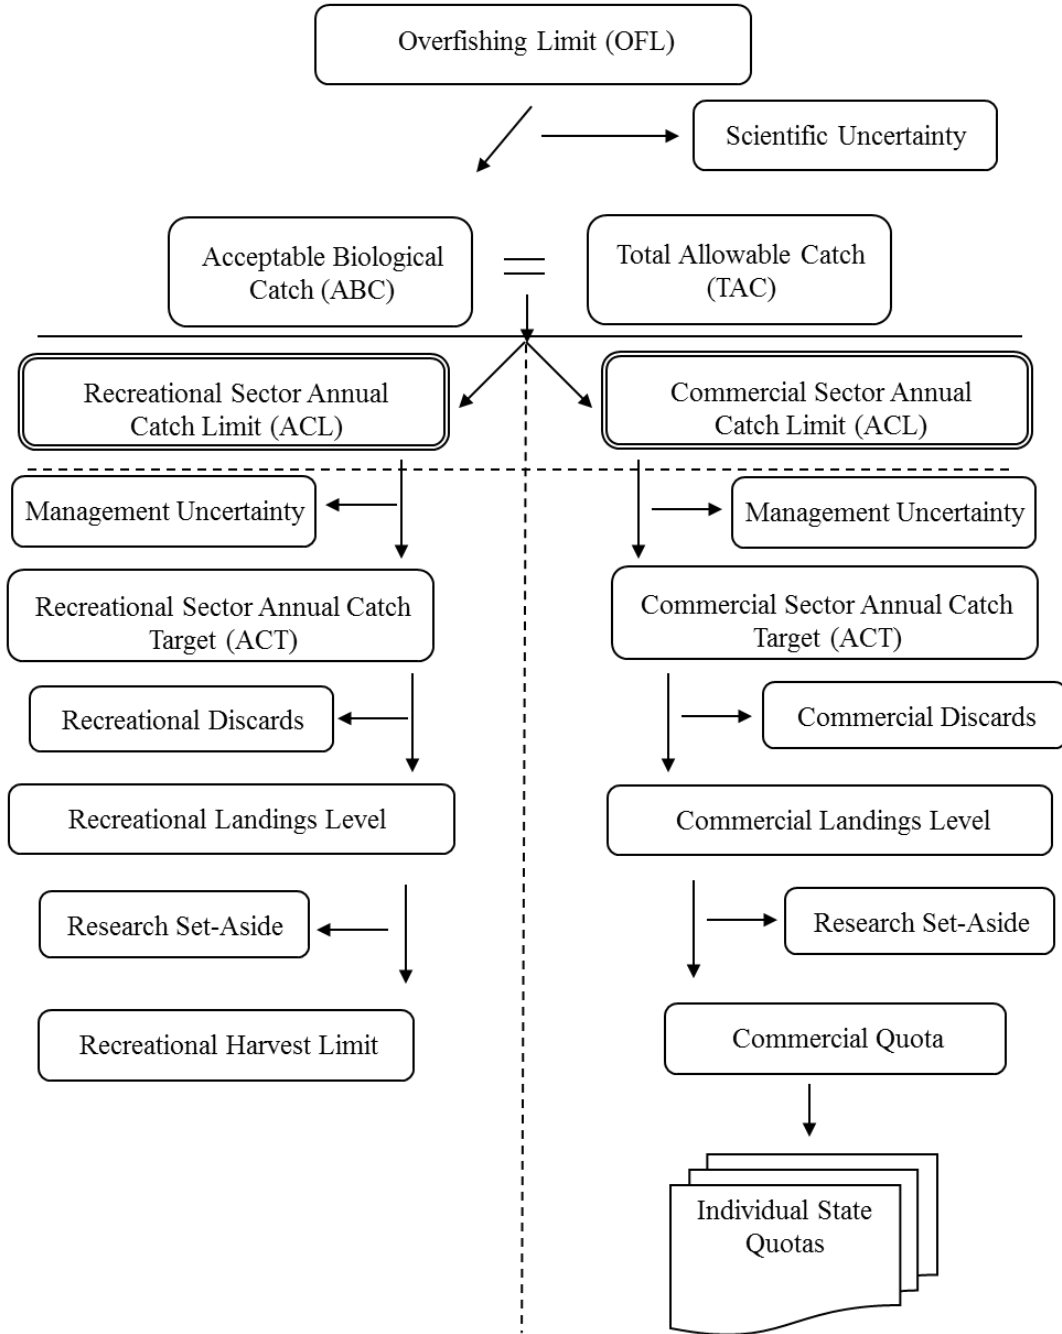 Overfishing Limit (OFL)
Scientific Uncertainty
Acceptable Biological
Catch (ABC)
Total Allowable Catch
(TAC)
Recreational Sector Annual
Catch Limit (ACL)
Commercial Sector Annual
Catch Limit (ACL)
Management Uncertainty
Management Uncertainty
Recreational Sector Annual Catch
Target (ACT)
Commercial Sector Annual Catch
Target (ACT)
Recreational Discards
Commercial Discards
Recreational Landings Level
Commercial Landings Level
Research Set-Aside
Research Set-Aside
Recreational Harvest Limit
Commercial Quota
Individual State
Quotas